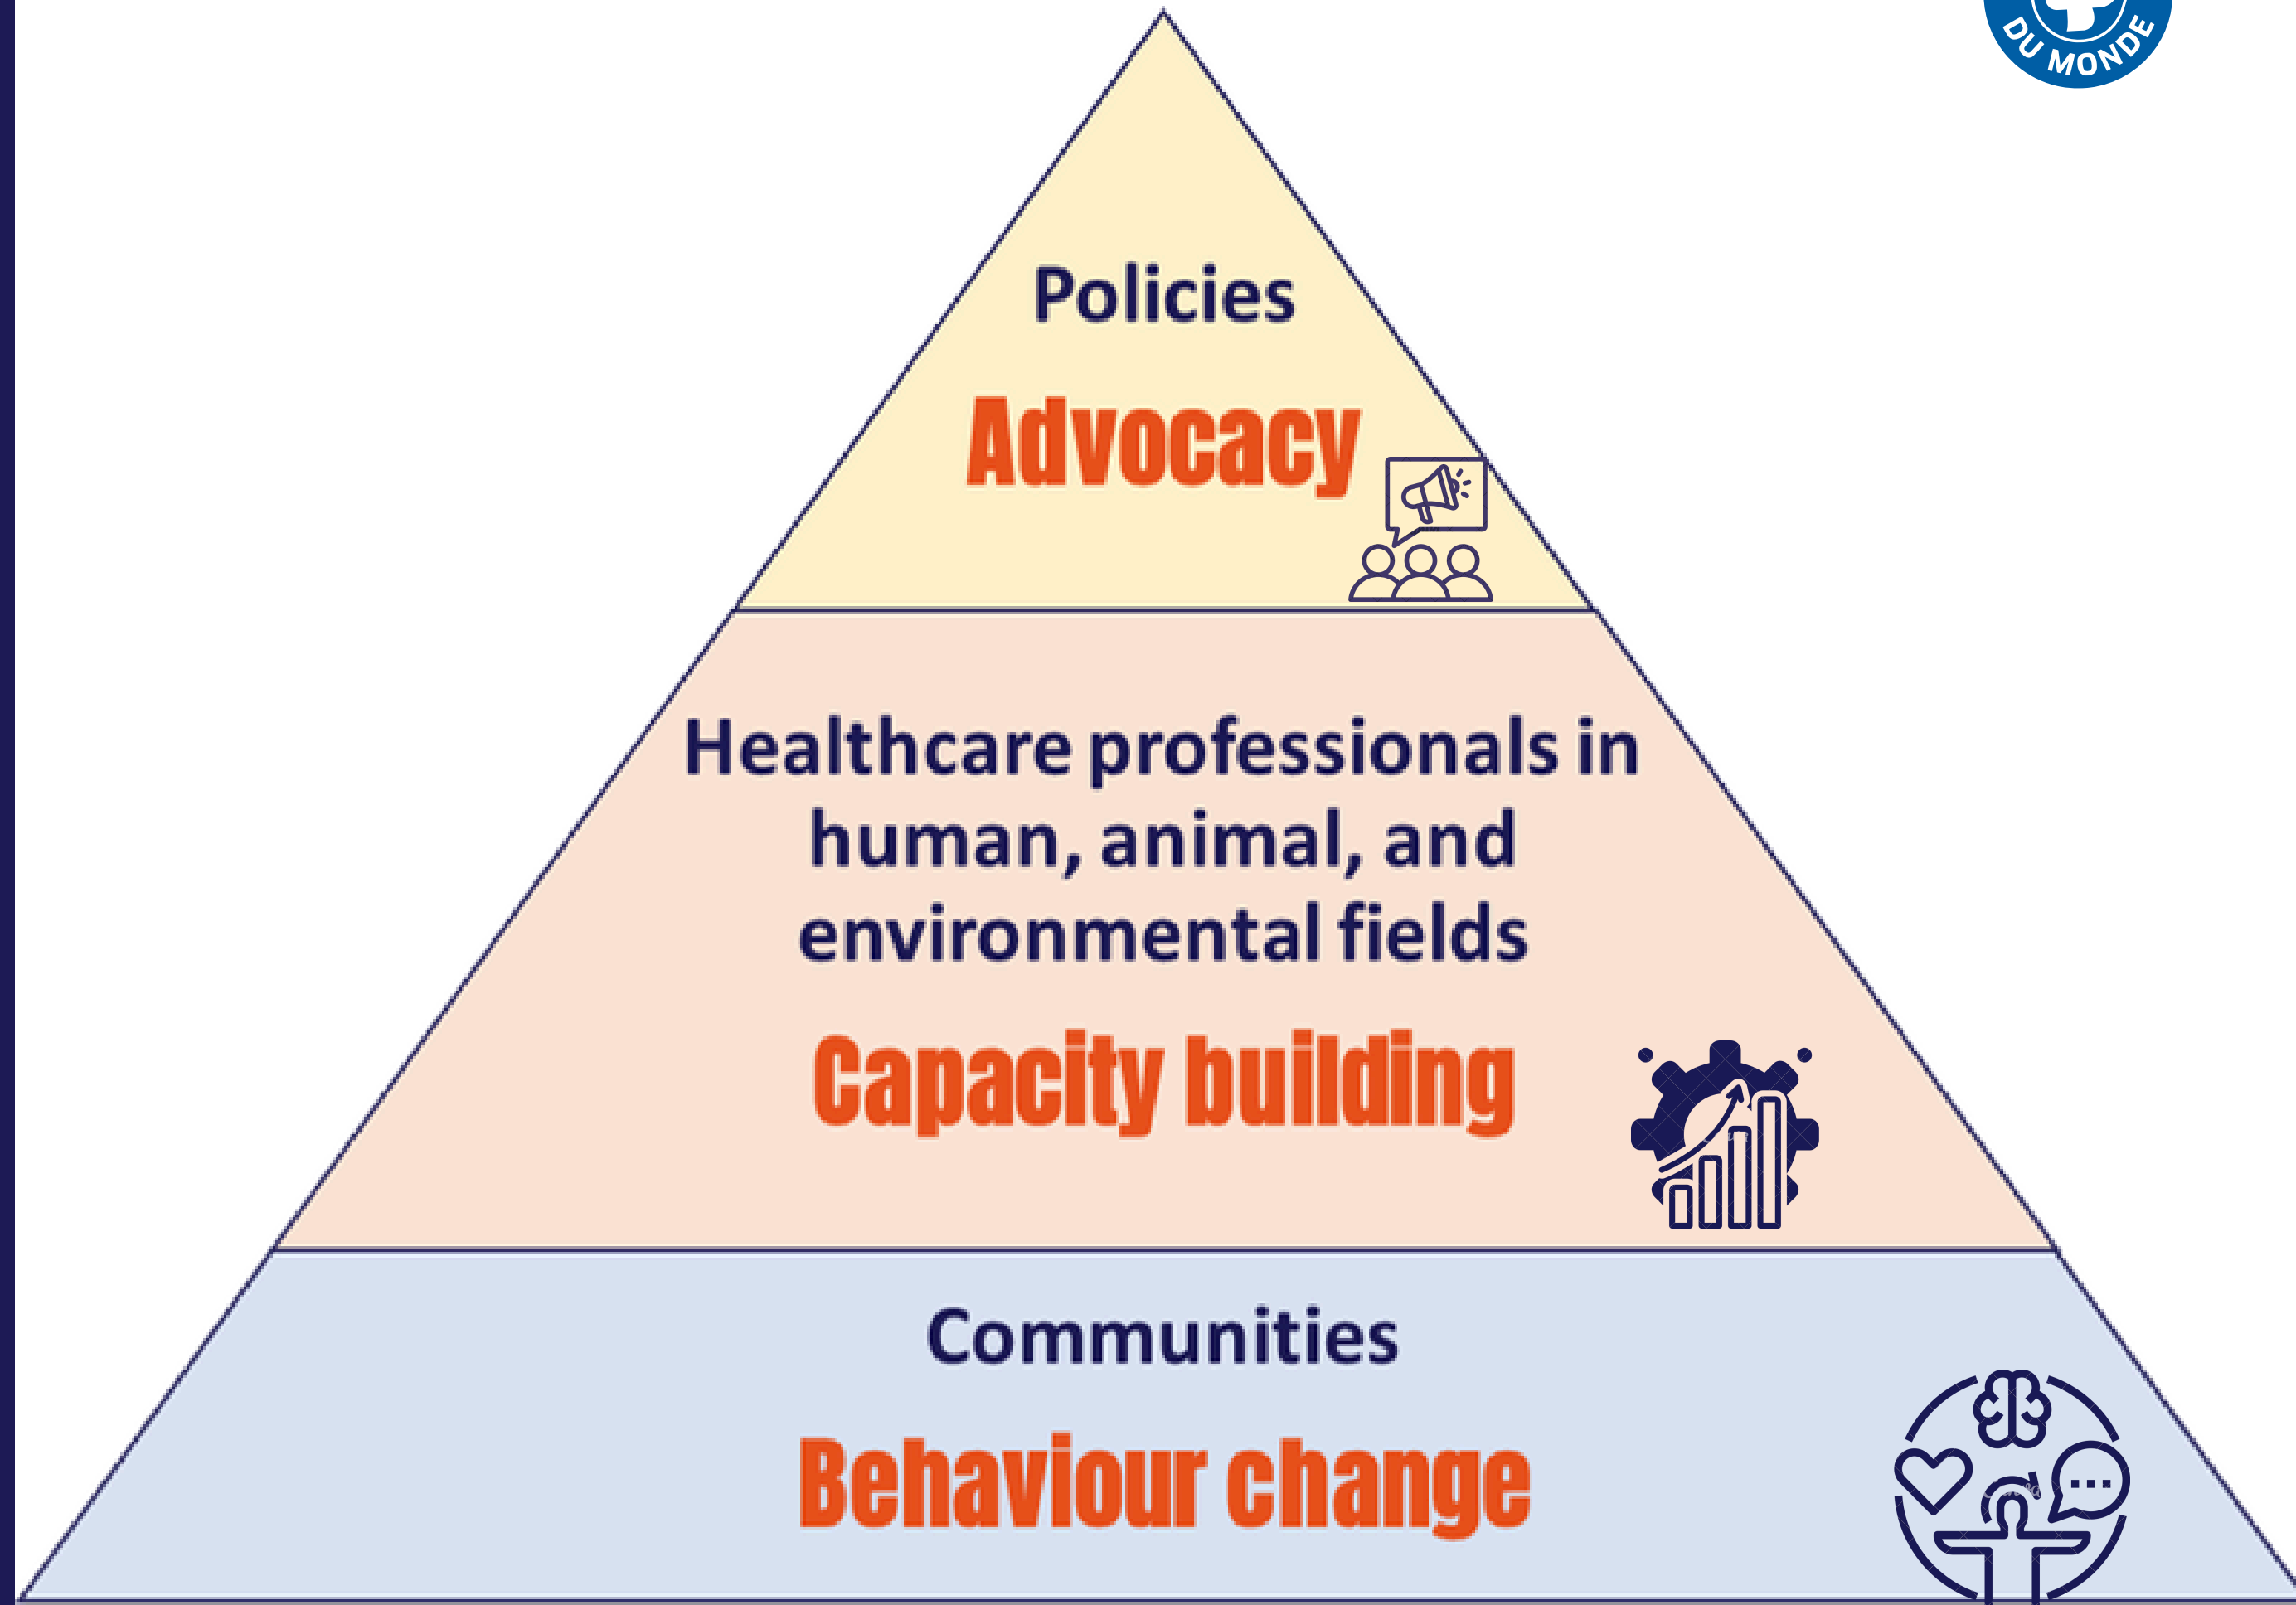 DU MONDE
Policies
Advocacy
Healthcare professionals in
human, animal, and
environmental fields
Capacity building
Communities
Behaviour change